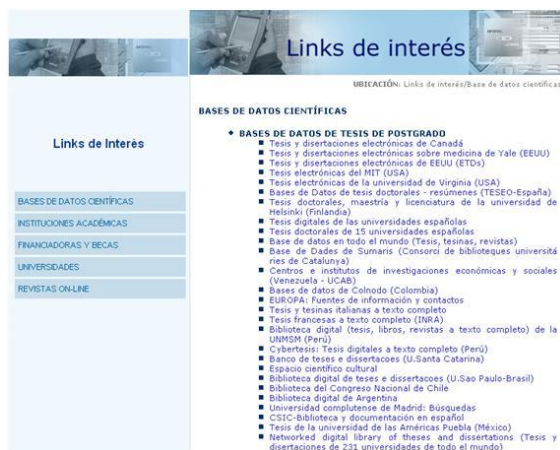 Links de interés
UBICACIÓN: Links de interés/Base de datos científicas
Links de Interés
BASES DE DATOS CIENTÍFICAS
INSTITUCIONES ACADÉMICAS
FINANCIADORAS Y BECAS
UNIVERSIDADES
REVISTAS ON-LINE
BASES DE DATOS CIENTÍFICAS
BASES DE DATOS DE TESIS DE POSTGRADO
Tesis y disertaciones electrónicas de Canadá
Tesis y disertaciones electrónicas sobre medicina de Yale (EEUU)
Tesis y disertaciones electrónicas de EEUU (ETDs)
Tesis electrónicas del MIT (USA)
Tesis electrónicas de la universidad de Virginia (USA)
Bases de Datos de tesis doctorales - resúmenes (TESEO-España)
Tesis doctorales, maestría y licenciatura de la universidad de
Helsinki (Finlandia)
Tesis digitales de las universidades españolas
Tesis doctorales de 15 universidades españolas
Base de datos en todo el mundo (Tesis, tesinas, revistas)
Base de Dades de Sumaris (Consorci de biblioteques universitá
ries de Catalunya)
Centros e institutos de investigaciones económicas y sociales
(Venezuela - UCAB)
Bases de datos de Colnodo (Colombia)
EUROPA: Fuentes de información y contactos
Tesis y tesinas italianas a texto completo
Tesis francesas a texto completo (INRA)
Biblioteca digital (tesis, libros, revistas a texto completo) de la
UNMSM (Perú)
Cybertesis: Tesis digitales a texto completo (Perú)
Banco de teses e dissertacoes (U.Santa Catarina)
Espacio científico cultural
Biblioteca digital de teses e dissertacoes (U.Sao Paulo-Brasil)
Biblioteca del Congreso Nacional de Chile
Biblioteca digital de Argentina
Universidad complutense de Madrid: Búsquedas
CSIC-Biblioteca y documentación en español
Tesis de la universidad de las Américas Puebla (México)
Networked digital library of theses and dissertations (Tesis y
disertaciones de 231 universidades de todo el mundo)